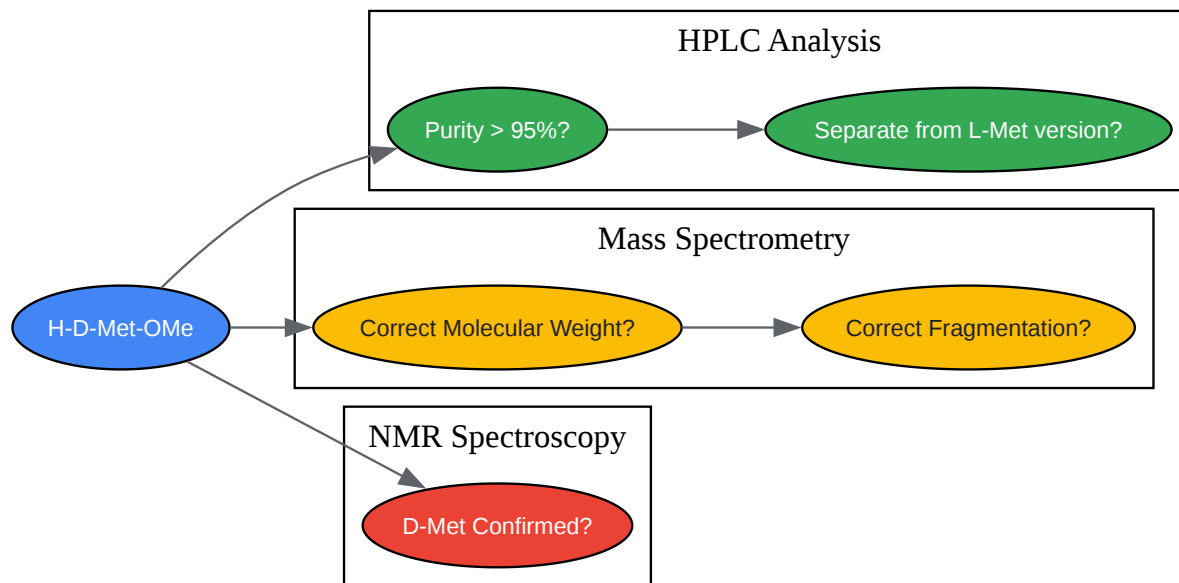 HPLC Analysis
Purity > 95%?
Separate from L-Met version?
Mass Spectrometry
H-D-Met-OMe
Correct Molecular Weight?
Correct Fragmentation?
NMR Spectroscopy
D-Met Confirmed?